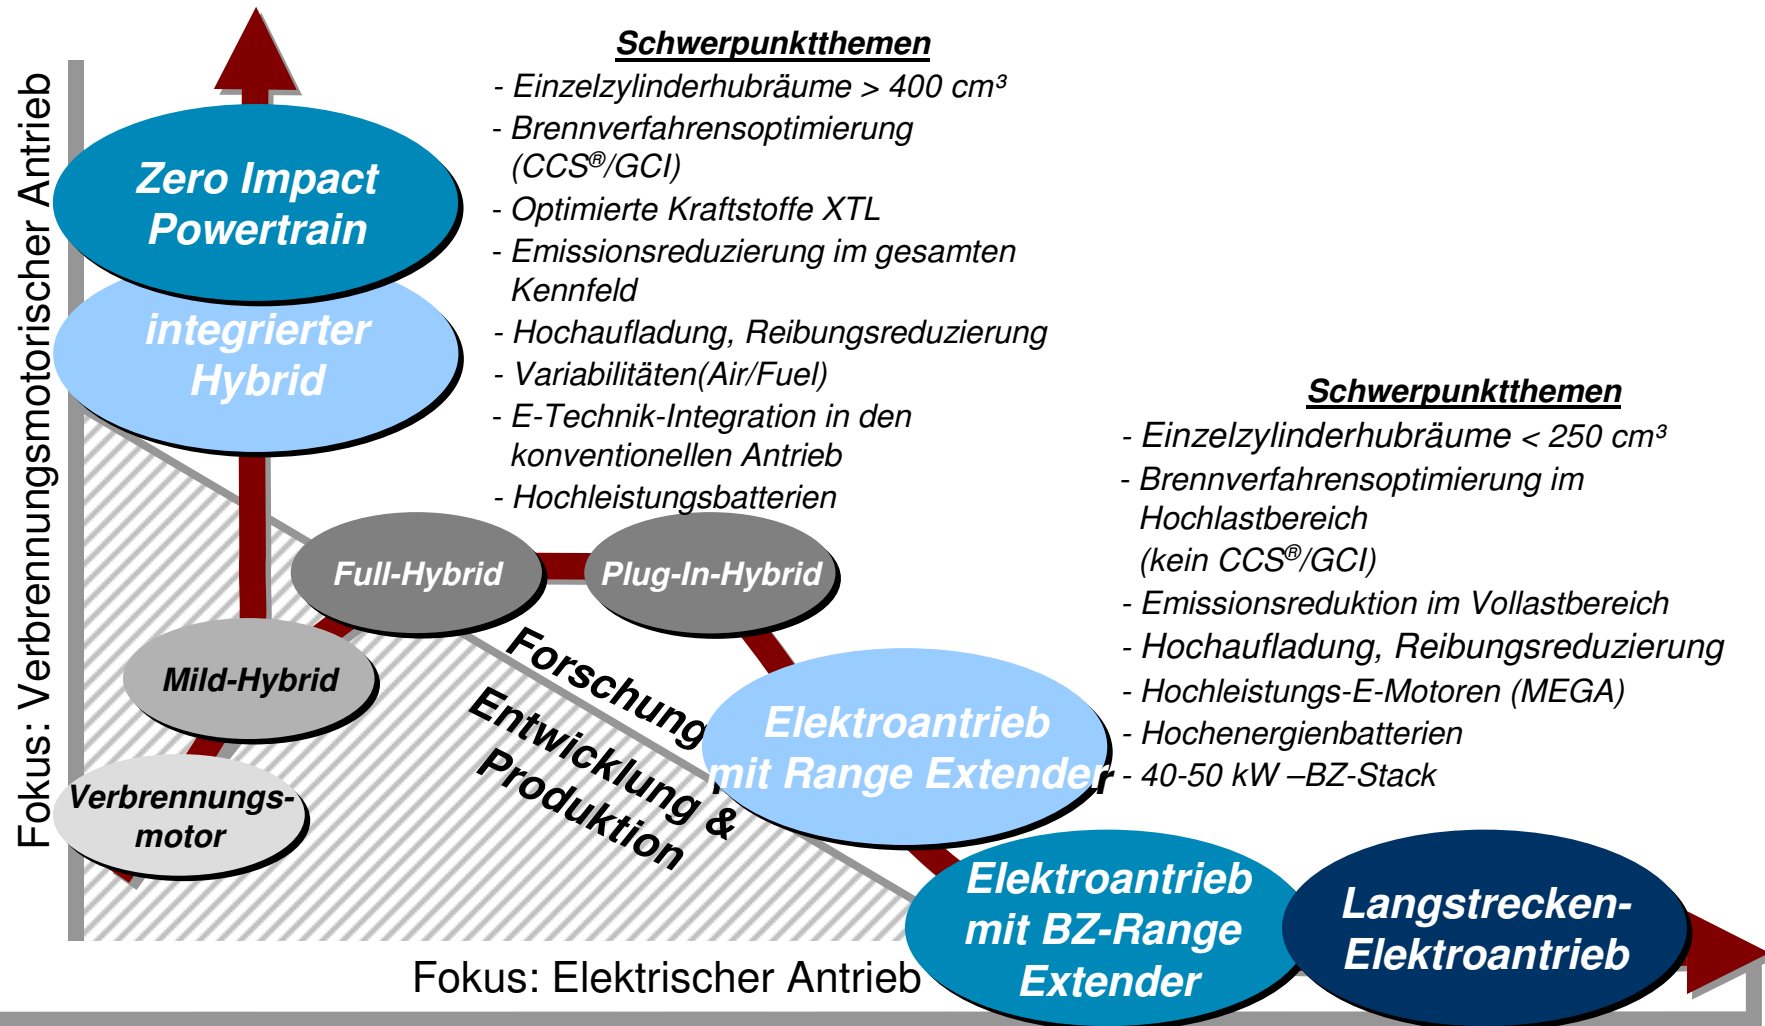 Fokus: Verbrennungsmotorischer Antrieb
Schwerpunktthemen
- Einzelzylinderhubräume > 400 cm³
- Brennverfahrensoptimierung
(CCS®/GCI)
- Optimierte Kraftstoffe XTL
- Emissionsreduzierung im gesamten
Kennfeld
- Hochaufladung, Reibungsreduzierung
- Variabilitäten(Air/Fuel)
- E-Technik-Integration in den
konventionellen Antrieb
- Hochleistungsbatterien
Zero Impact
Powertrain
integrierter
Hybrid
Full-Hybrid
Plug-In-Hybrid
Mild-Hybrid
Verbrennungs-
motor
Forschung
Entwicklung &
Produktion
Schwerpunktthemen
- Einzelzylinderhubräume < 250 cm³
- Brennverfahrensoptimierung im
Hochlastbereich
(kein CCS®/GCI)
- Emissionsreduktion im Vollastbereich
- Hochaufladung, Reibungsreduzierung
- Hochleistungs-E-Motoren (MEGA)
- Hochenergienbatterien
- 40-50 kW –BZ-Stack
Elektroantrieb
mit Range Extender
Elektroantrieb
mit BZ-Range
Extender
Langstrecken-
Elektroantrieb
Fokus: Elektrischer Antrieb